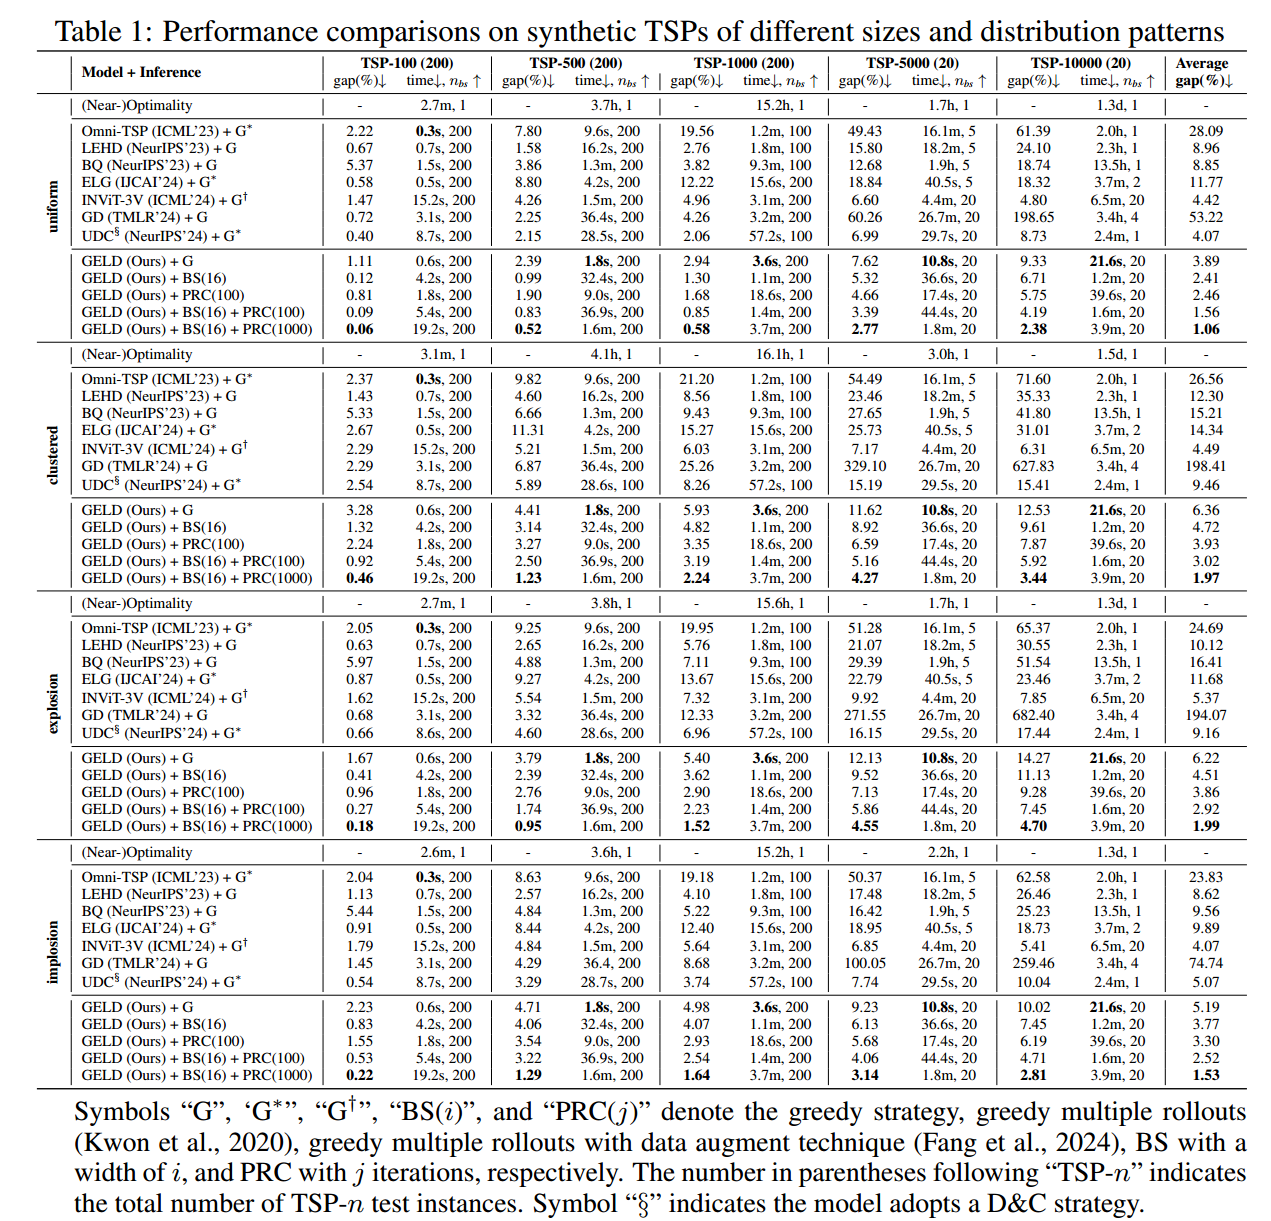 Table 1: Performance comparisons on synthetic TSPs of different sizes and distribution patterns
Model + Inference | TSP-100 (200) | TSP-500 (200) | TSP-1000 (200) | TSP-5000 (20) | TSP-10000 (20) | Average
gap(%)↓ time↓, n_bs ↑ | gap(%)↓ time↓, n_bs ↑ | gap(%)↓ time↓, n_bs ↑ | gap(%)↓ time↓, n_bs ↑ | gap(%)↓ time↓, n_bs ↑ | gap(%)↓
uniform
(Near-)Optimality | - 2.7m, 1 | - 3.7h, 1 | - 15.2h, 1 | - 1.7h, 1 | - 1.3d, 1 | -
Omni-TSP (ICML'23) + G* | 2.22 0.3s, 200 | 7.80 9.6s, 200 | 19.56 1.2m, 100 | 49.43 16.1m, 5 | 61.39 2.0h, 1 | 28.09
LEHD (NeurIPS'23) + G | 0.67 0.7s, 200 | 1.58 16.2s, 200 | 2.76 1.8m, 100 | 15.80 18.2m, 5 | 24.10 2.3h, 1 | 8.96
BQ (NeurIPS'23) + G | 5.37 1.5s, 200 | 3.86 1.3m, 200 | 3.82 9.3m, 100 | 12.68 1.9h, 5 | 18.74 13.5h, 1 | 8.85
ELG (IJCAI'24) + G* | 0.58 0.5s, 200 | 8.80 4.2s, 200 | 12.22 15.6s, 200 | 18.84 40.5s, 5 | 18.32 3.7m, 2 | 11.77
INViT-3V (ICML'24) + G† | 1.47 15.2s, 200 | 4.26 1.5m, 200 | 4.96 3.1m, 200 | 6.60 4.4m, 20 | 4.80 6.5m, 20 | 4.42
GD (TMLR'24) + G | 0.72 3.1s, 200 | 2.25 36.4s, 200 | 4.26 3.2m, 200 | 60.26 26.7m, 20 | 198.65 3.4h, 4 | 53.22
UDC§ (NeurIPS'24) + G* | 0.40 8.7s, 200 | 2.15 28.5s, 200 | 2.06 57.2s, 100 | 6.99 29.7s, 20 | 8.73 2.4m, 1 | 4.07
GELD (Ours) + G | 1.11 0.6s, 200 | 2.39 1.8s, 200 | 2.94 3.6s, 200 | 7.62 10.8s, 20 | 9.33 21.6s, 20 | 3.89
GELD (Ours) + BS(16) | 0.12 4.2s, 200 | 0.99 32.4s, 200 | 1.30 1.1m, 200 | 5.32 36.6s, 20 | 6.71 1.2m, 20 | 2.41
GELD (Ours) + PRC(100) | 0.81 1.8s, 200 | 1.90 9.0s, 200 | 1.68 18.6s, 200 | 4.66 17.4s, 20 | 5.75 39.6s, 20 | 2.46
GELD (Ours) + BS(16) + PRC(100) | 0.09 5.4s, 200 | 0.83 36.9s, 200 | 0.85 1.4m, 200 | 3.39 44.4s, 20 | 4.19 1.6m, 20 | 1.56
GELD (Ours) + BS(16) + PRC(1000) | 0.06 19.2s, 200 | 0.52 1.6m, 200 | 0.58 3.7m, 200 | 2.77 1.8m, 20 | 2.38 3.9m, 20 | 1.06
clustered
(Near-)Optimality | - 3.1m, 1 | - 4.1h, 1 | - 16.1h, 1 | - 3.0h, 1 | - 1.5d, 1 | -
Omni-TSP (ICML'23) + G* | 2.37 0.3s, 200 | 9.82 9.6s, 200 | 21.20 1.2m, 100 | 54.49 16.1m, 5 | 71.60 2.0h, 1 | 26.56
LEHD (NeurIPS'23) + G | 1.43 0.7s, 200 | 4.60 16.2s, 200 | 8.56 1.8m, 100 | 23.46 18.2m, 5 | 35.33 2.3h, 1 | 12.30
BQ (NeurIPS'23) + G | 5.33 1.5s, 200 | 6.66 1.3m, 200 | 9.43 9.3m, 100 | 27.65 1.9h, 5 | 41.80 13.5h, 1 | 15.21
ELG (IJCAI'24) + G* | 2.67 0.5s, 200 | 11.31 4.2s, 200 | 15.27 15.6s, 200 | 25.73 40.5s, 5 | 31.01 3.7m, 2 | 14.34
INViT-3V (ICML'24) + G† | 2.29 15.2s, 200 | 5.21 1.5m, 200 | 6.03 3.1m, 200 | 7.17 4.4m, 20 | 6.31 6.5m, 20 | 4.49
GD (TMLR'24) + G | 2.29 3.1s, 200 | 6.87 36.4s, 200 | 25.26 3.2m, 200 | 329.10 26.7m, 20 | 627.83 3.4h, 4 | 198.41
UDC§ (NeurIPS'24) + G* | 2.54 8.7s, 200 | 5.89 28.6s, 100 | 8.26 57.2s, 100 | 15.19 29.5s, 20 | 15.41 2.4m, 1 | 9.46
GELD (Ours) + G | 3.28 0.6s, 200 | 4.41 1.8s, 200 | 5.93 3.6s, 200 | 11.62 10.8s, 20 | 12.53 21.6s, 20 | 6.36
GELD (Ours) + BS(16) | 1.32 4.2s, 200 | 3.14 32.4s, 200 | 4.82 1.1m, 200 | 8.92 36.6s, 20 | 9.61 1.2m, 20 | 4.72
GELD (Ours) + PRC(100) | 2.24 1.8s, 200 | 3.27 9.0s, 200 | 3.35 18.6s, 200 | 6.59 17.4s, 20 | 7.87 39.6s, 20 | 3.93
GELD (Ours) + BS(16) + PRC(100) | 0.92 5.4s, 200 | 2.50 36.9s, 200 | 3.19 1.4m, 200 | 5.16 44.4s, 20 | 5.92 1.6m, 20 | 3.02
GELD (Ours) + BS(16) + PRC(1000) | 0.46 19.2s, 200 | 1.23 1.6m, 200 | 2.24 3.7m, 200 | 4.27 1.8m, 20 | 3.44 3.9m, 20 | 1.97
explosion
(Near-)Optimality | - 2.7m, 1 | - 3.8h, 1 | - 15.6h, 1 | - 1.7h, 1 | - 1.3d, 1 | -
Omni-TSP (ICML'23) + G* | 2.05 0.3s, 200 | 9.25 9.6s, 200 | 19.95 1.2m, 100 | 51.28 16.1m, 5 | 65.37 2.0h, 1 | 24.69
LEHD (NeurIPS'23) + G | 0.63 0.7s, 200 | 2.65 16.2s, 200 | 5.76 1.8m, 100 | 21.07 18.2m, 5 | 30.55 2.3h, 1 | 10.12
BQ (NeurIPS'23) + G | 5.97 1.5s, 200 | 4.88 1.3m, 200 | 7.11 9.3m, 100 | 29.39 1.9h, 5 | 51.54 13.5h, 1 | 16.41
ELG (IJCAI'24) + G* | 0.87 0.5s, 200 | 9.27 4.2s, 200 | 13.67 15.6s, 200 | 22.79 40.5s, 5 | 23.46 3.7m, 2 | 11.68
INViT-3V (ICML'24) + G† | 1.62 15.2s, 200 | 5.54 1.5m, 200 | 7.32 3.1m, 200 | 9.92 4.4m, 20 | 7.85 6.5m, 20 | 5.37
GD (TMLR'24) + G | 0.68 3.1s, 200 | 3.32 36.4s, 200 | 12.33 3.2m, 200 | 271.55 26.7m, 20 | 682.40 3.4h, 4 | 194.07
UDC§ (NeurIPS'24) + G* | 0.66 8.6s, 200 | 4.60 28.6s, 200 | 6.96 57.2s, 100 | 16.15 29.5s, 20 | 17.44 2.4m, 1 | 9.16
GELD (Ours) + G | 1.67 0.6s, 200 | 3.79 1.8s, 200 | 5.40 3.6s, 200 | 12.13 10.8s, 20 | 14.27 21.6s, 20 | 6.22
GELD (Ours) + BS(16) | 0.41 4.2s, 200 | 2.39 32.4s, 200 | 3.62 1.1m, 200 | 9.52 36.6s, 20 | 11.13 1.2m, 20 | 4.51
GELD (Ours) + PRC(100) | 0.96 1.8s, 200 | 2.76 9.0s, 200 | 2.90 18.6s, 200 | 7.13 17.4s, 20 | 9.28 39.6s, 20 | 3.86
GELD (Ours) + BS(16) + PRC(100) | 0.27 5.4s, 200 | 1.74 36.9s, 200 | 2.23 1.4m, 200 | 5.86 44.4s, 20 | 7.45 1.6m, 20 | 2.92
GELD (Ours) + BS(16) + PRC(1000) | 0.18 19.2s, 200 | 0.95 1.6m, 200 | 1.52 3.7m, 200 | 4.55 1.8m, 20 | 4.70 3.9m, 20 | 1.99
implosion
(Near-)Optimality | - 2.6m, 1 | - 3.6h, 1 | - 15.2h, 1 | - 2.2h, 1 | - 1.3d, 1 | -
Omni-TSP (ICML'23) + G* | 2.04 0.3s, 200 | 8.63 9.6s, 200 | 19.18 1.2m, 100 | 50.37 16.1m, 5 | 62.58 2.0h, 1 | 23.83
LEHD (NeurIPS'23) + G | 1.13 0.7s, 200 | 2.57 16.2s, 200 | 4.10 1.8m, 100 | 17.48 18.2m, 5 | 26.46 2.3h, 1 | 8.62
BQ (NeurIPS'23) + G | 5.44 1.5s, 200 | 4.84 1.3m, 200 | 5.22 9.3m, 100 | 16.42 1.9h, 5 | 25.23 13.5h, 1 | 9.56
ELG (IJCAI'24) + G* | 0.91 0.5s, 200 | 8.44 4.2s, 200 | 12.40 15.6s, 200 | 18.95 40.5s, 5 | 18.73 3.7m, 2 | 9.89
INViT-3V (ICML'24) + G† | 1.79 15.2s, 200 | 4.84 1.5m, 200 | 5.64 3.1m, 200 | 6.85 4.4m, 20 | 5.41 6.5m, 20 | 4.07
GD (TMLR'24) + G | 1.45 3.1s, 200 | 4.29 36.4, 200 | 8.68 3.2m, 200 | 100.05 26.7m, 20 | 259.46 3.4h, 4 | 74.74
UDC§ (NeurIPS'24) + G* | 0.54 8.7s, 200 | 3.29 28.7s, 200 | 3.74 57.2s, 100 | 7.74 29.5s, 20 | 10.04 2.4m, 1 | 5.07
GELD (Ours) + G | 2.23 0.6s, 200 | 4.71 1.8s, 200 | 4.98 3.6s, 200 | 9.23 10.8s, 20 | 10.02 21.6s, 20 | 5.19
GELD (Ours) + BS(16) | 0.83 4.2s, 200 | 4.06 32.4s, 200 | 4.07 1.1m, 200 | 6.13 36.6s, 20 | 7.45 1.2m, 20 | 3.77
GELD (Ours) + PRC(100) | 1.55 1.8s, 200 | 3.54 9.0s, 200 | 2.93 18.6s, 200 | 5.68 17.4s, 20 | 6.19 39.6s, 20 | 3.30
GELD (Ours) + BS(16) + PRC(100) | 0.53 5.4s, 200 | 3.22 36.9s, 200 | 2.54 1.4m, 200 | 4.06 44.4s, 20 | 4.71 1.6m, 20 | 2.52
GELD (Ours) + BS(16) + PRC(1000) | 0.22 19.2s, 200 | 1.29 1.6m, 200 | 1.64 3.7m, 200 | 3.14 1.8m, 20 | 2.81 3.9m, 20 | 1.53
Symbols “G”, ‘G*”, “G†”, “BS(i)”, and “PRC(j)” denote the greedy strategy, greedy multiple rollouts
(Kwon et al., 2020), greedy multiple rollouts with data augment technique (Fang et al., 2024), BS with a
width of i, and PRC with j iterations, respectively. The number in parentheses following “TSP-n” indicates
the total number of TSP-n test instances. Symbol “§” indicates the model adopts a D&C strategy.